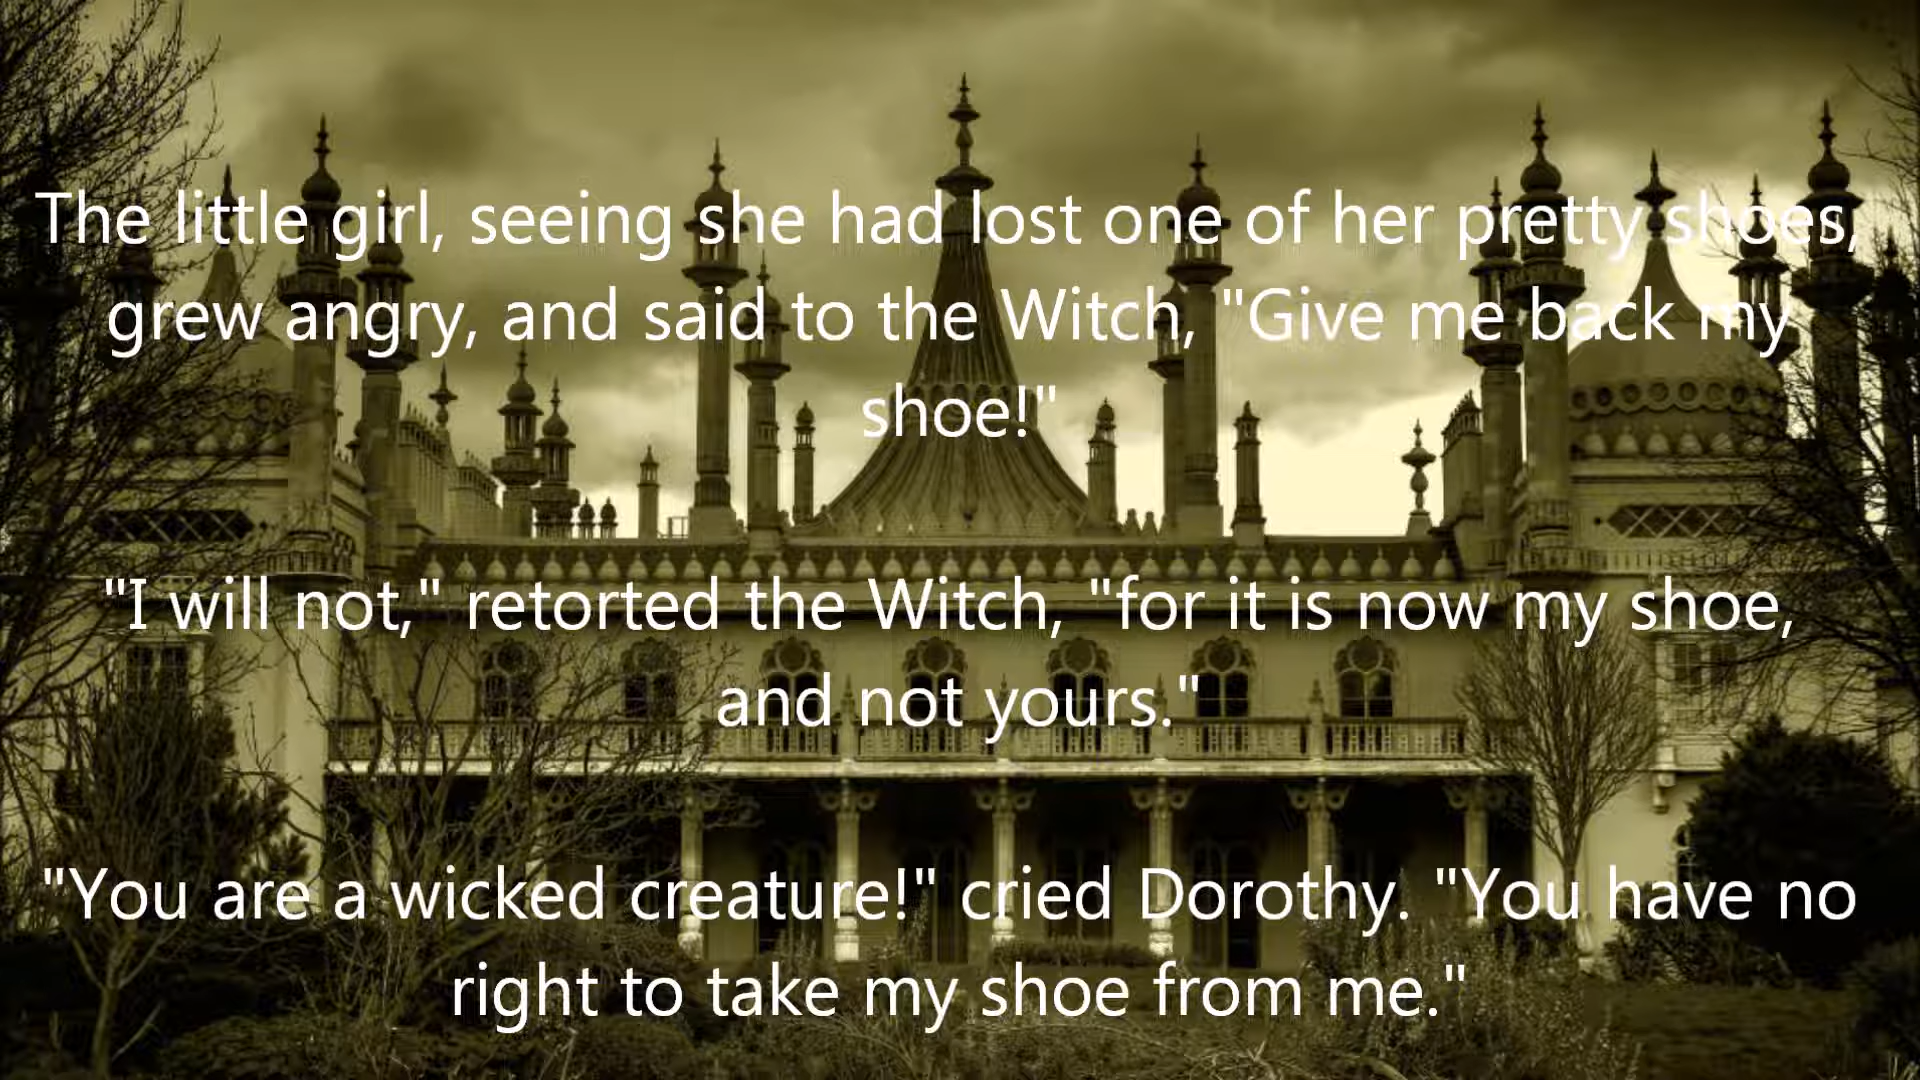 The little girl, seeing she had lost one of her pretty shoes,
grew angry, and said to the Witch, "Give me back my
shoe!"
"I will not," retorted the Witch, "for it is now my shoe,
and not yours."
"You are a wicked creature!" cried Dorothy. "You have no
right to take my shoe from me."